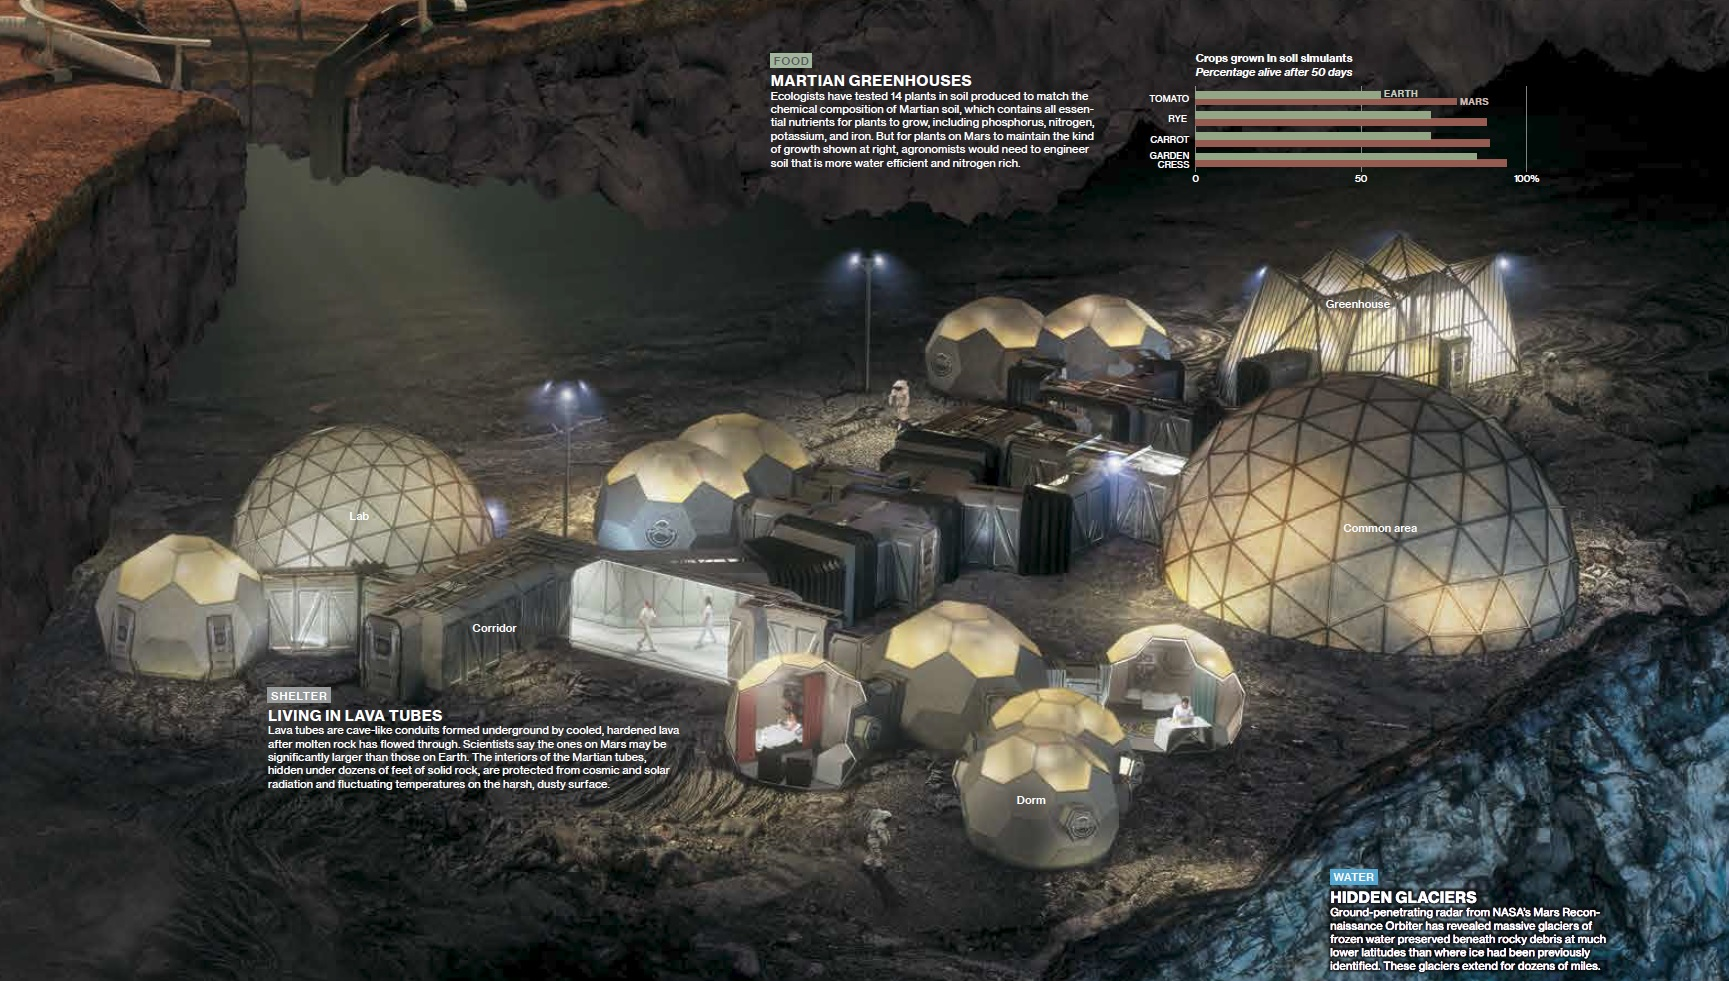 FOOD
MARTIAN GREENHOUSES
Ecologists have tested 14 plants in soil produced to match the
chemical composition of Martian soil, which contains all essen-
tial nutrients for plants to grow, including phosphorus, nitrogen,
potassium, and iron. But for plants on Mars to maintain the kind
of growth shown at right, agronomists would need to engineer
soil that is more water efficient and nitrogen rich.
Crops grown in soil simulants
Percentage alive after 50 days
TOMATO
EARTH
MARS
RYE
CARROT
GARDEN
CRESS
0 50 100%
Greenhouse
Lab
Common area
Corridor
SHELTER
LIVING IN LAVA TUBES
Lava tubes are cave-like conduits formed underground by cooled, hardened lava
after molten rock has flowed through. Scientists say the ones on Mars may be
significantly larger than those on Earth. The interiors of the Martian tubes,
hidden under dozens of feet of solid rock, are protected from cosmic and solar
radiation and fluctuating temperatures on the harsh, dusty surface.
Dorm
WATER
HIDDEN GLACIERS
Ground-penetrating radar from NASA's Mars Recon-
naissance Orbiter has revealed massive glaciers of
frozen water preserved beneath rocky debris at much
lower latitudes than where ice had been previously
identified. These glaciers extend for dozens of miles.